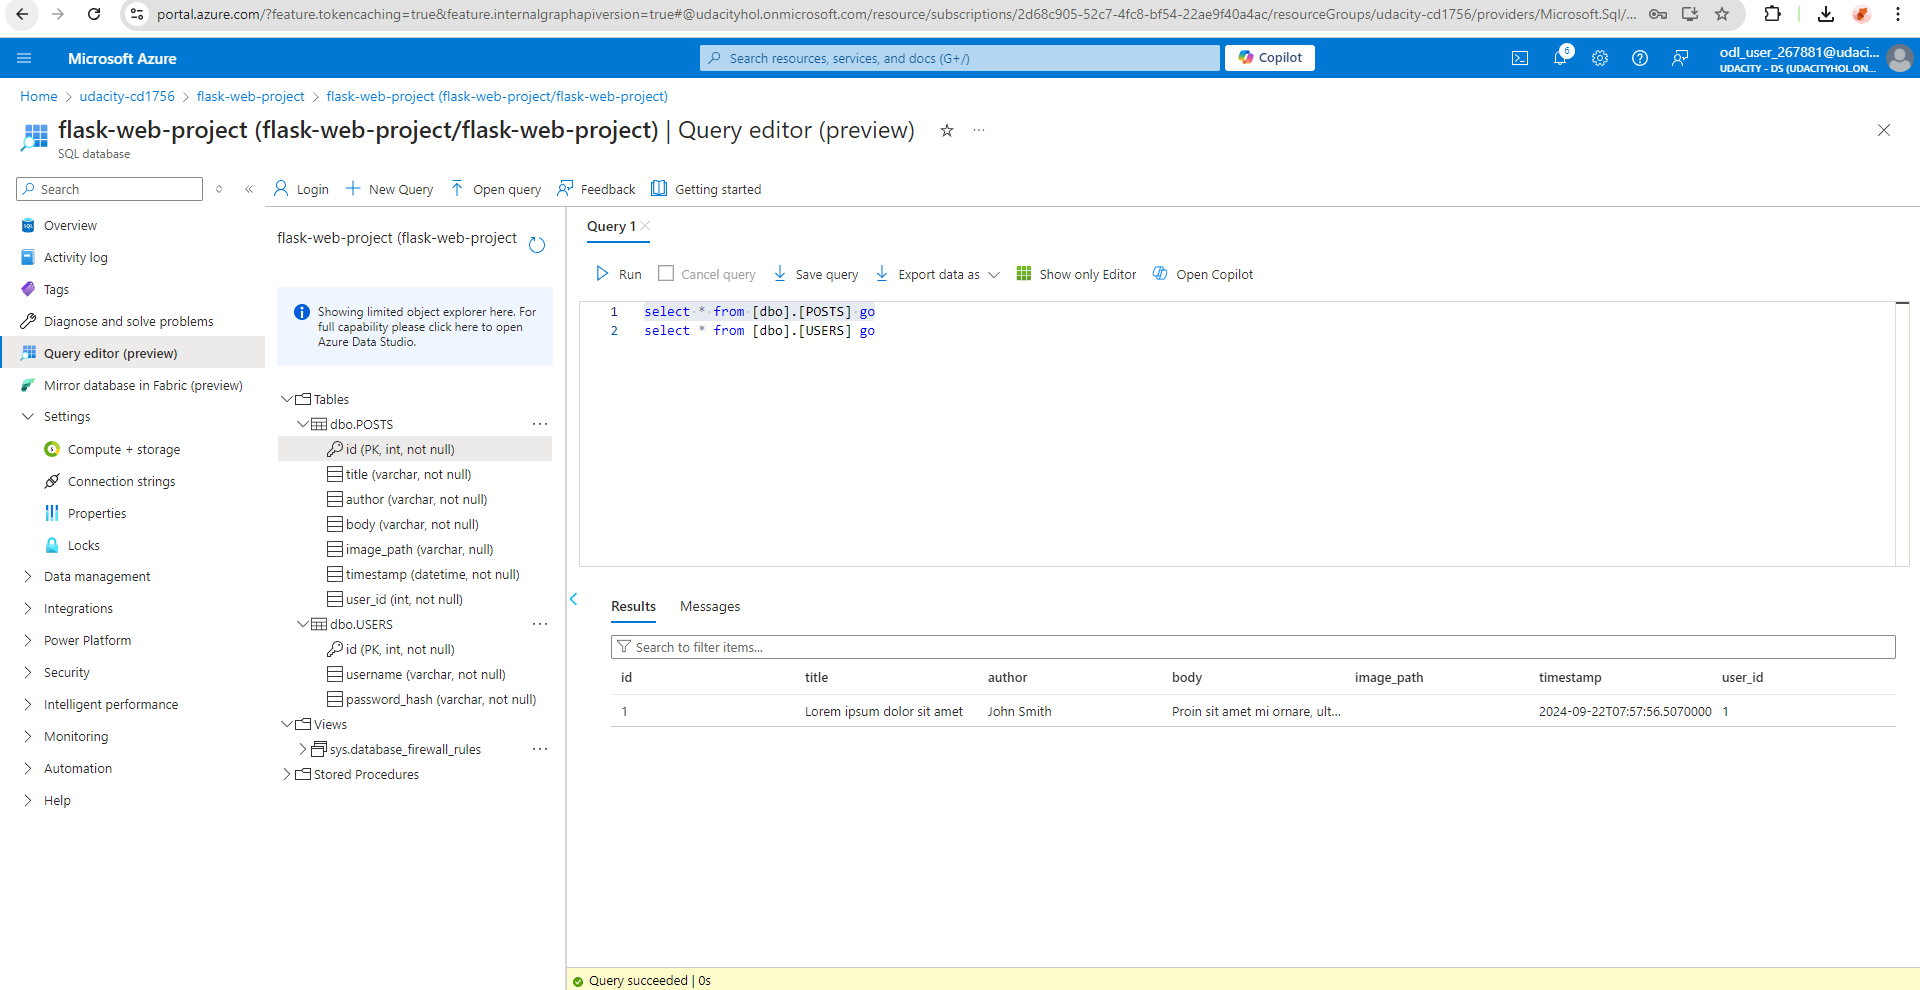 portal.azure.com/?feature.tokencaching=true&feature.internalgraphapiversion=true#@udacityhol.onmicrosoft.com/resource/subscriptions/2d68c905-52c7-4fc8-bf54-22ae9f40a4ac/resourceGroups/udacity-cd1756/providers/Microsoft.Sql/...
Microsoft Azure
Search resources, services, and docs (G+/)
Copilot
6
odl_user_267881@udaci...
UDACITY - DS (UDACITYHOL.ON...
Home > udacity-cd1756 > flask-web-project > flask-web-project (flask-web-project/flask-web-project)
flask-web-project (flask-web-project/flask-web-project) | Query editor (preview)
SQL database
Search
Login
New Query
Open query
Feedback
Getting started
Overview
Activity log
Tags
Diagnose and solve problems
Query editor (preview)
Mirror database in Fabric (preview)
Settings
Compute + storage
Connection strings
Properties
Locks
Data management
Integrations
Power Platform
Security
Intelligent performance
Monitoring
Automation
Help
flask-web-project (flask-web-project
Showing limited object explorer here. For
full capability please click here to open
Azure Data Studio.
Tables
dbo.POSTS
id (PK, int, not null)
title (varchar, not null)
author (varchar, not null)
body (varchar, not null)
image_path (varchar, null)
timestamp (datetime, not null)
user_id (int, not null)
dbo.USERS
id (PK, int, not null)
username (varchar, not null)
password_hash (varchar, not null)
Views
sys.database_firewall_rules
Stored Procedures
Query 1
Run
Cancel query
Save query
Export data as
Show only Editor
Open Copilot
1 select * from [dbo].[POSTS] go
2 select * from [dbo].[USERS] go
Results
Messages
Search to filter items...
id title author body image_path timestamp user_id
1 Lorem ipsum dolor sit amet John Smith Proin sit amet mi ornare, ult... 2024-09-22T07:57:56.5070000 1
Query succeeded | 0s